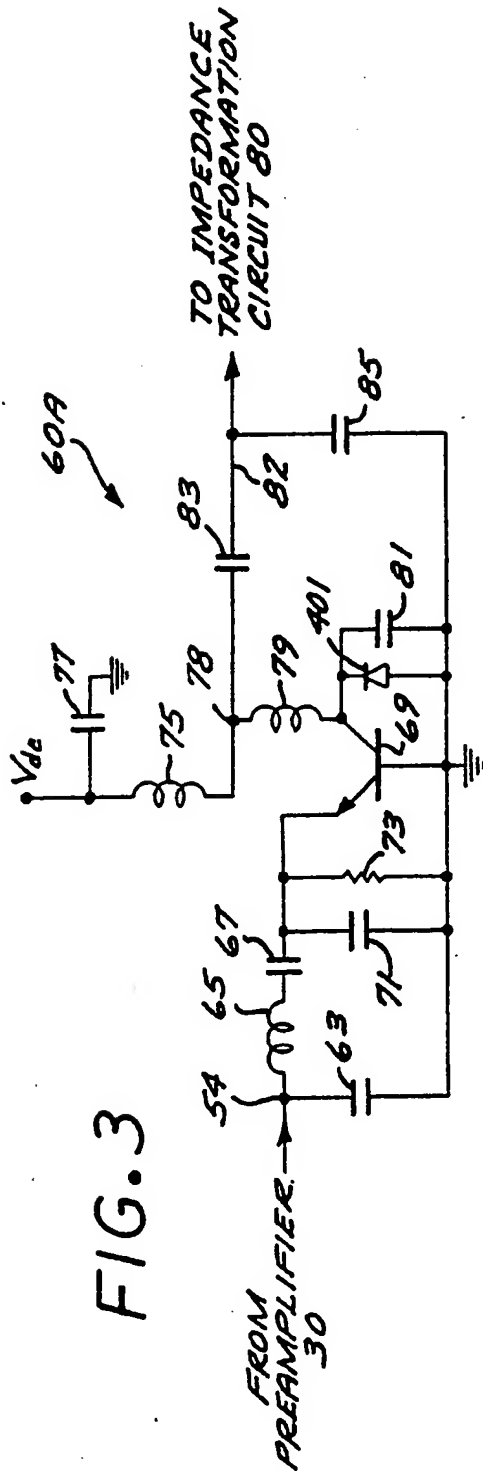 FIG.3
60A
Vdc
77
75
78
83
82
TO IMPEDANCE
TRANSFORMATION
CIRCUIT 80
85
79
401
81
69
73
67
65
71
63
54
FROM
PREAMPLIFIER
30